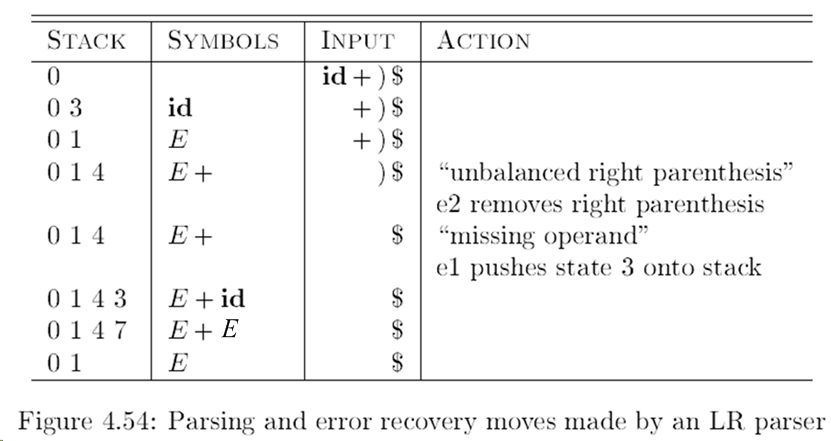 STACK SYMBOLS INPUT ACTION
0 id + ) $
0 3 id + ) $
0 1 E + ) $
0 1 4 E + ) $ “unbalanced right parenthesis”
e2 removes right parenthesis
0 1 4 E + $ “missing operand”
e1 pushes state 3 onto stack
0 1 4 3 E + id $
0 1 4 7 E + E $
0 1 E $
Figure 4.54: Parsing and error recovery moves made by an LR parser